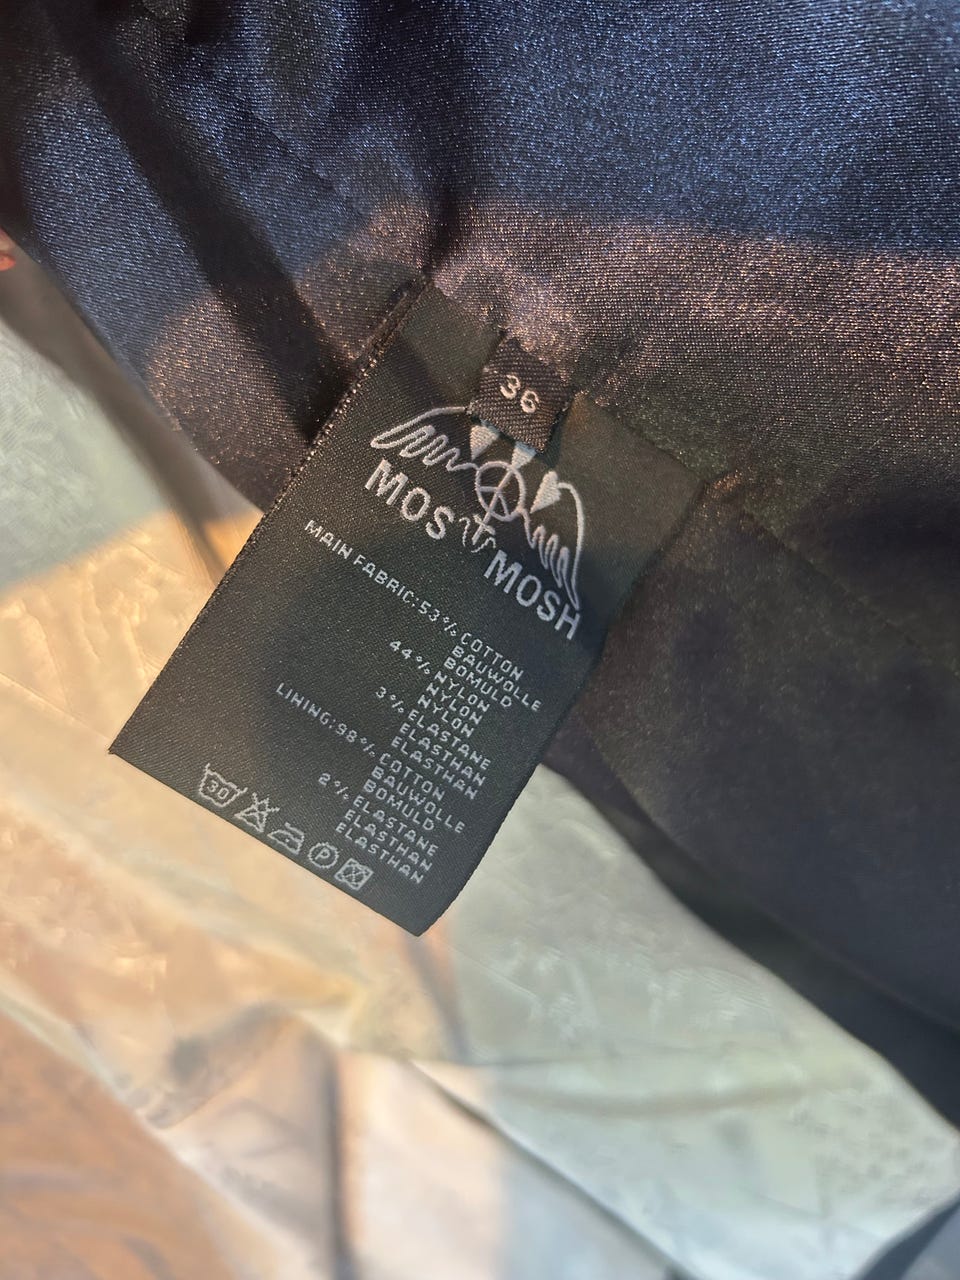 36
MOS MOSH
MAIN FABRIC:53% COTTON
BAUWOLLE
BOMULD
44% NYLON
NYLON
NYLON
3% ELASTANE
ELASTHAN
ELASTHAN
LINING:98% COTTON
BAUWOLLE
BOMULD
2% ELASTANE
ELASTHAN
ELASTHAN
30 P